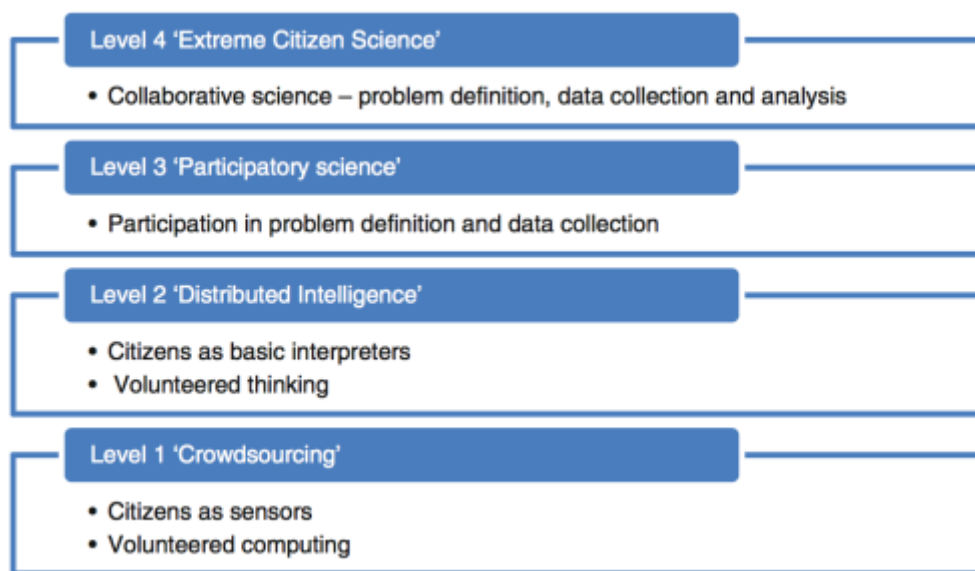 Level 4 ‘Extreme Citizen Science’
• Collaborative science – problem definition, data collection and analysis
Level 3 ‘Participatory science’
• Participation in problem definition and data collection
Level 2 ‘Distributed Intelligence’
• Citizens as basic interpreters
• Volunteered thinking
Level 1 ‘Crowdsourcing’
• Citizens as sensors
• Volunteered computing